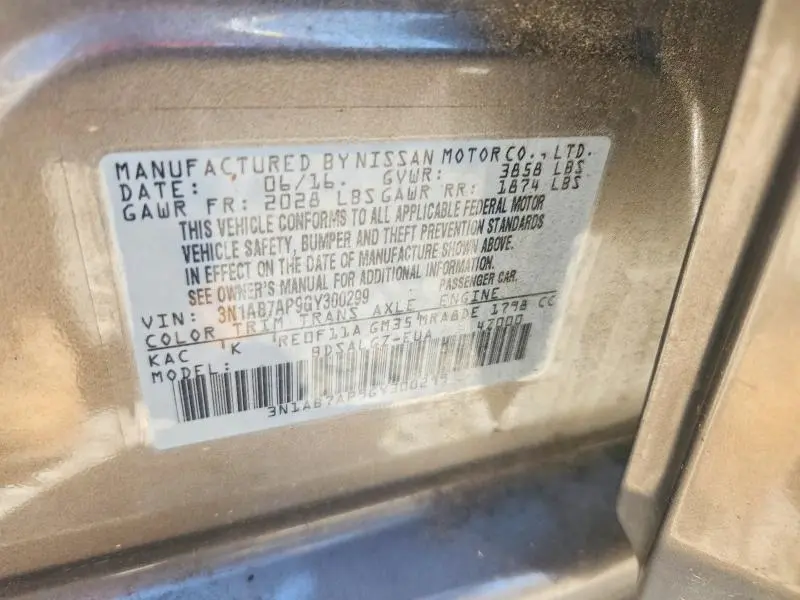 MANUFACTURED BY NISSAN MOTOR CO., LTD.
DATE: 06/16. GVWR: 3858 LBS
GAWR FR: 2028 LBS GAWR RR: 1874 LBS
THIS VEHICLE CONFORMS TO ALL APPLICABLE FEDERAL MOTOR
VEHICLE SAFETY, BUMPER AND THEFT PREVENTION STANDARDS
IN EFFECT ON THE DATE OF MANUFACTURE SHOWN ABOVE.
SEE OWNER'S MANUAL FOR ADDITIONAL INFORMATION.
VIN: 3N1AB7AP9GY300299 PASSENGER CAR.
COLOR TRIM TRANS AXLE ENGINE
KAC K RE0F11A GM35 MRA8DE 1798 CC
MODEL: BDSALGZ-EUA 42000
3N1AB7AP9GY300299